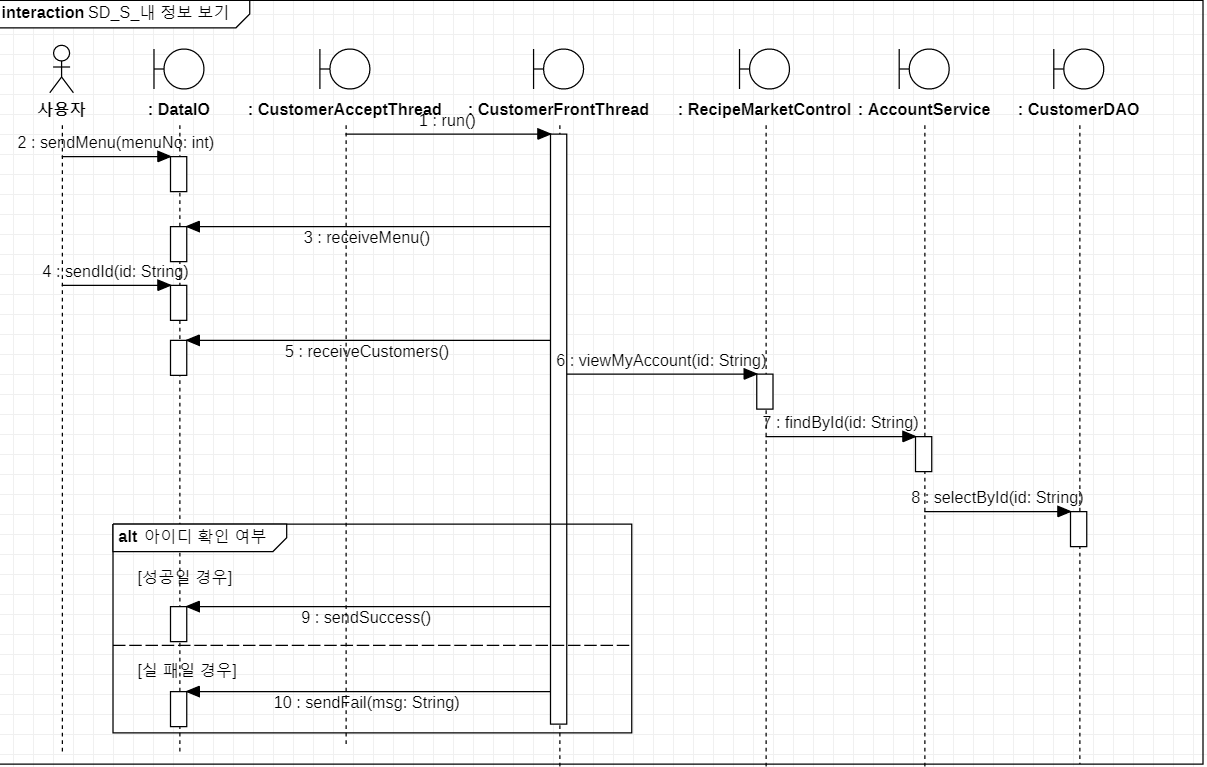 interaction SD_S_내 정보 보기
사용자
: DataIO
: CustomerAcceptThread
: CustomerFrontThread
: RecipeMarketControl
: AccountService
: CustomerDAO
1 : run()
2 : sendMenu(menuNo: int)
3 : receiveMenu()
4 : sendId(id: String)
5 : receiveCustomers()
6 : viewMyAccount(id: String)
7 : findById(id: String)
8 : selectById(id: String)
alt 아이디 확인 여부
[성공일 경우]
9 : sendSuccess()
[실 패일 경우]
10 : sendFail(msg: String)